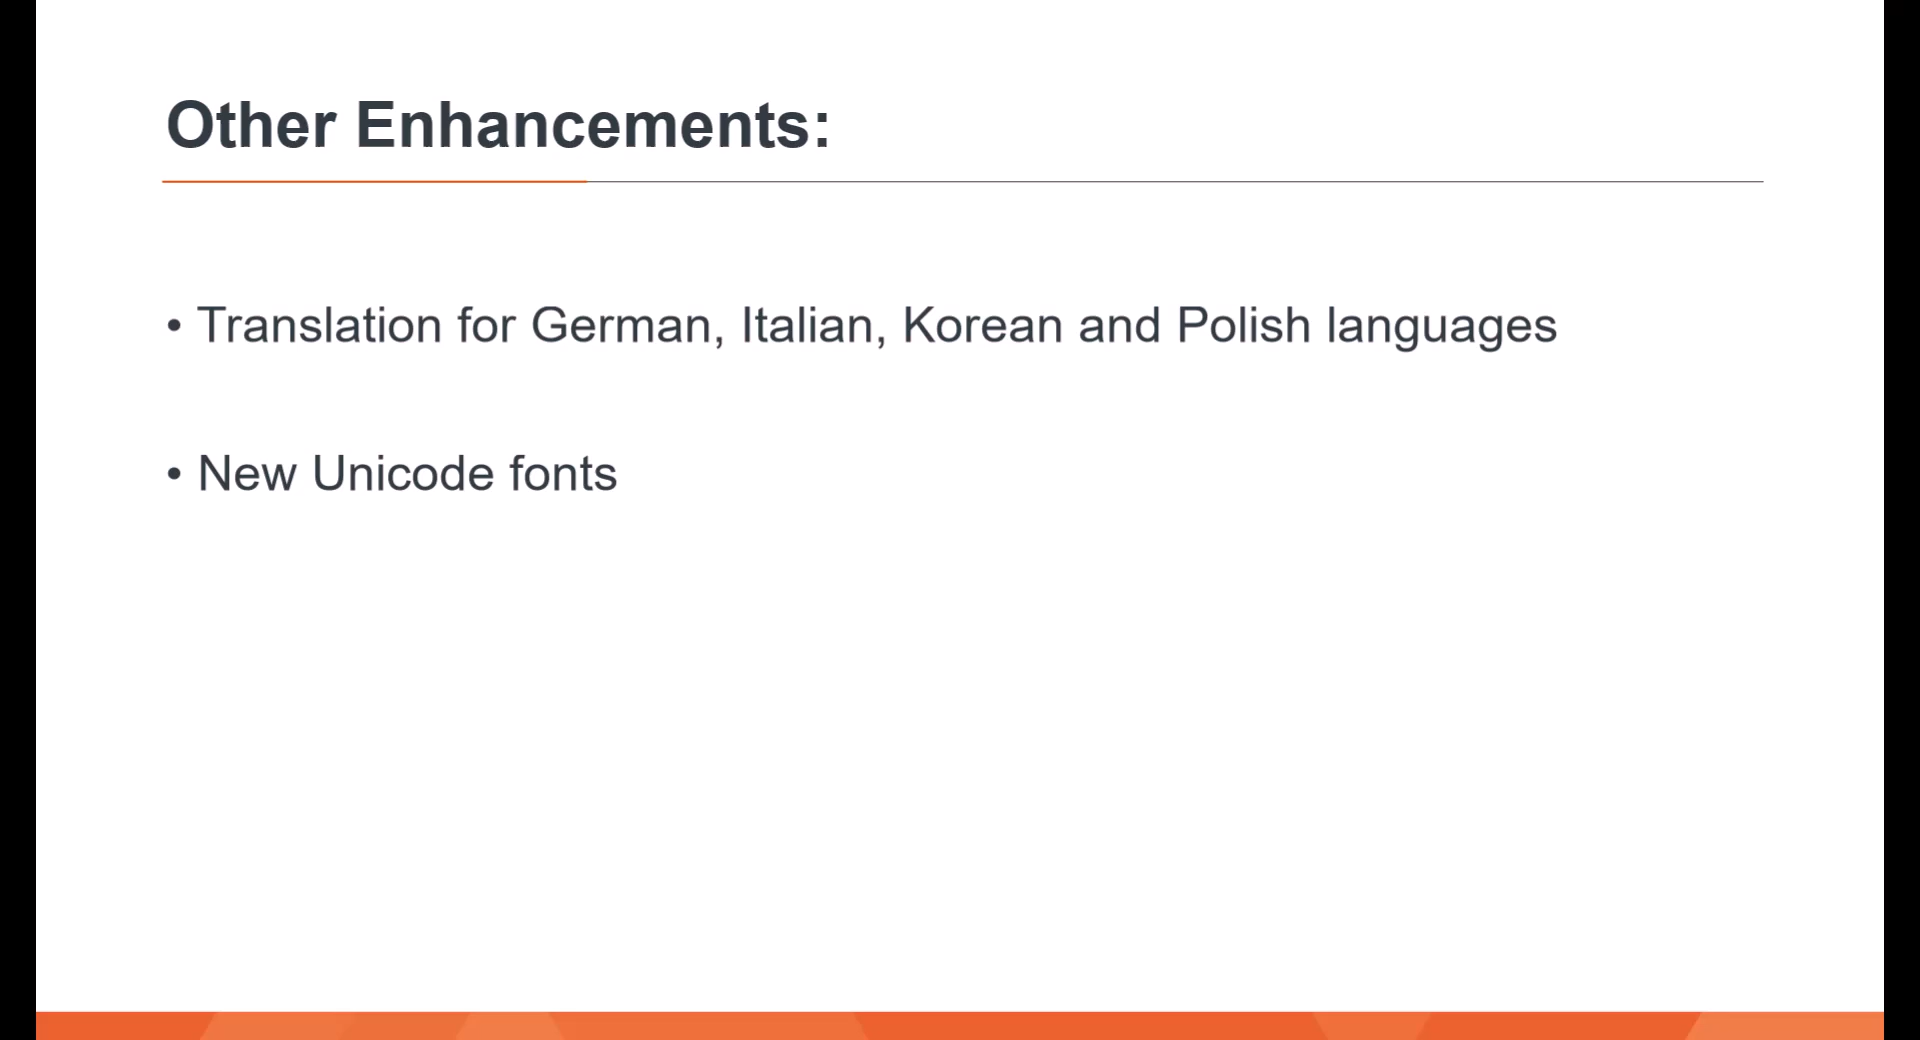 Other Enhancements:
• Translation for German, Italian, Korean and Polish languages
• New Unicode fonts